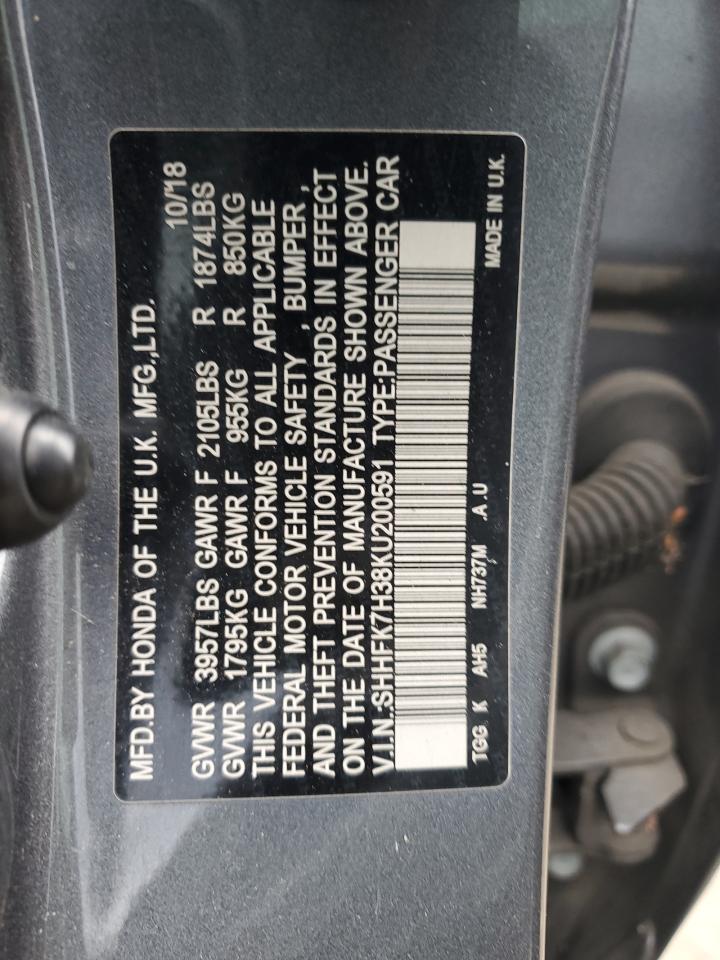 MFD.BY HONDA OF THE U.K. MFG.,LTD. 10/18
GVWR 3957LBS GAWR F 2105LBS R 1874LBS
GVWR 1795KG GAWR F 955KG R 850KG
THIS VEHICLE CONFORMS TO ALL APPLICABLE
FEDERAL MOTOR VEHICLE SAFETY , BUMPER ,
AND THEFT PREVENTION STANDARDS IN EFFECT
ON THE DATE OF MANUFACTURE SHOWN ABOVE.
V.I.N.:SHHFK7H38KU200591 TYPE:PASSENGER CAR
TGG K AH5 NH737M .A .U MADE IN U.K.